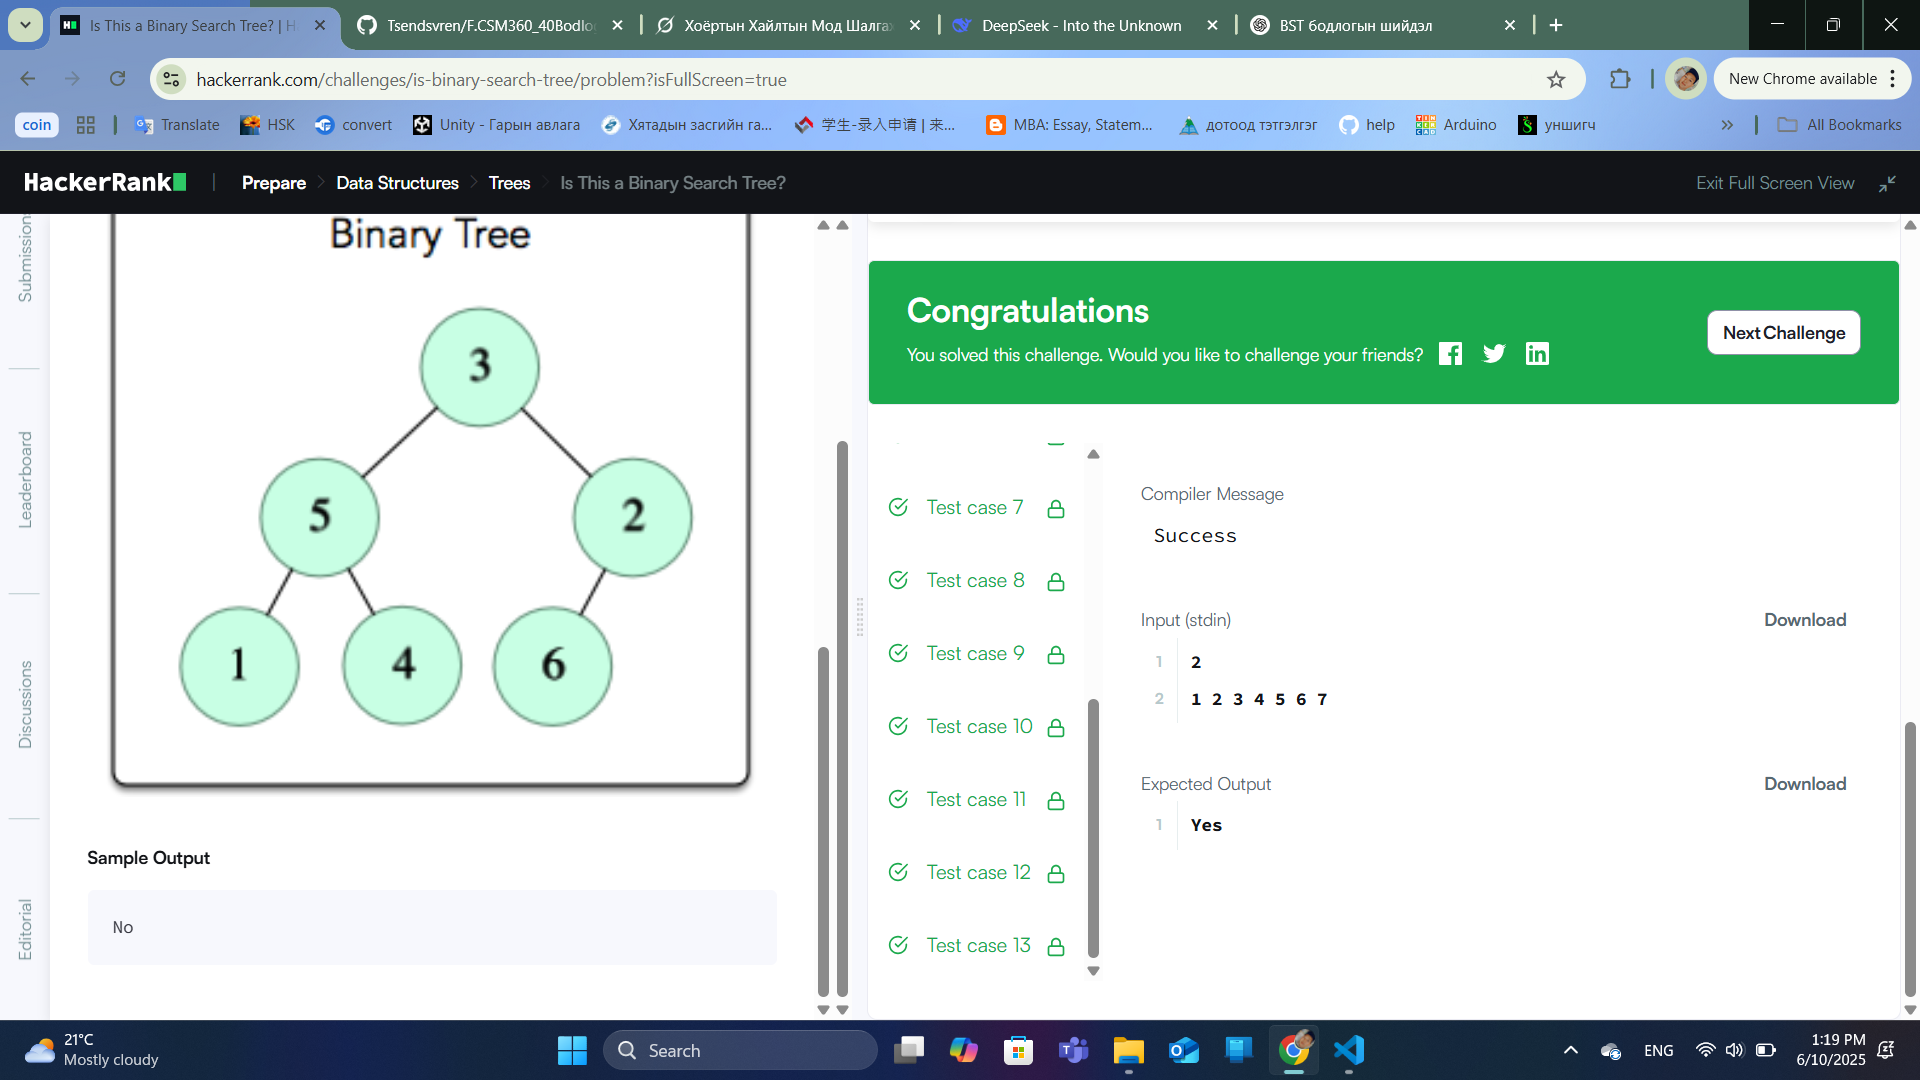 Is This a Binary Search Tree? | H
Tsendsvren/F.CSM360_40Bodlo
Хоёртын Хайлтын Мод Шалга
DeepSeek - Into the Unknown
BST бодлогын шийдэл
hackerrank.com/challenges/is-binary-search-tree/problem?isFullScreen=true
New Chrome available
coin
Translate
HSK
convert
Unity - Гарын авлага
Хятадын засгийн га...
学生-录入申请 | 来...
MBA: Essay, Statem...
дотоод тэтгэлгэг
help
Arduino
уншигч
All Bookmarks
HackerRank
Prepare
Data Structures
Trees
Is This a Binary Search Tree?
Exit Full Screen View
Submissions
Leaderboard
Discussions
Editorial
Binary Tree
3
5 2
1 4 6
Sample Output
No
Congratulations
You solved this challenge. Would you like to challenge your friends?
Next Challenge
Test case 7
Test case 8
Test case 9
Test case 10
Test case 11
Test case 12
Test case 13
Compiler Message
Success
Input (stdin)
Download
1 2
2 1 2 3 4 5 6 7
Expected Output
Download
1 Yes
21°C
Mostly cloudy
Search
ENG
1:19 PM
6/10/2025